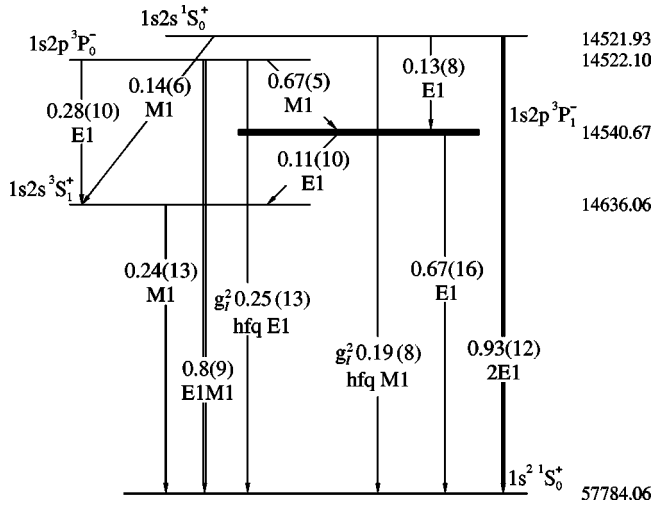 1s2s ¹S₀⁺
14521.93
1s2p ³P₀⁻
14522.10
0.14(6)
M1
0.67(5)
M1
0.13(8)
E1
0.28(10)
E1
1s2p ³P₁⁻
14540.67
0.11(10)
E1
1s2s ³S₁⁺
14636.06
0.24(13)
M1
g_I² 0.25(13)
hfq E1
0.67(16)
E1
0.8(9)
E1M1
g_I² 0.19(8)
hfq M1
0.93(12)
2E1
1s² ¹S₀⁺
57784.06